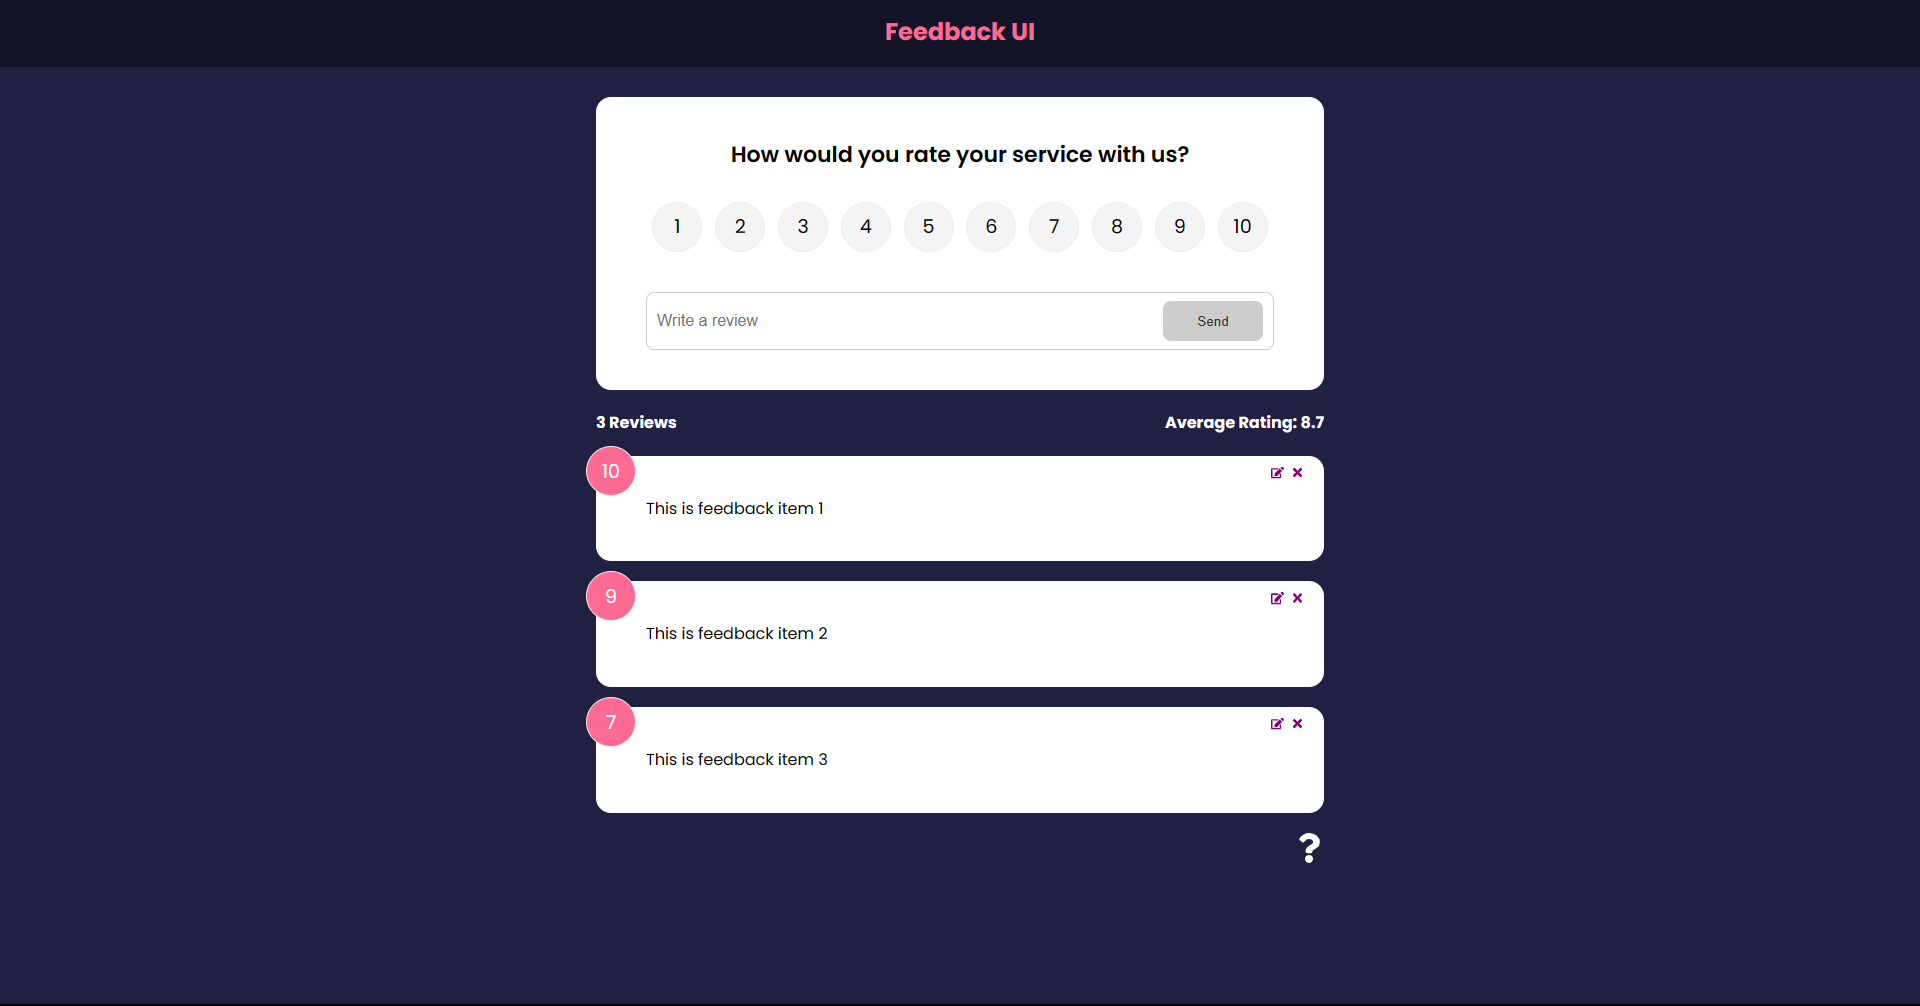 Feedback UI
How would you rate your service with us?
1 2 3 4 5 6 7 8 9 10
Write a review Send
3 Reviews Average Rating: 8.7
10
This is feedback item 1
9
This is feedback item 2
7
This is feedback item 3
?